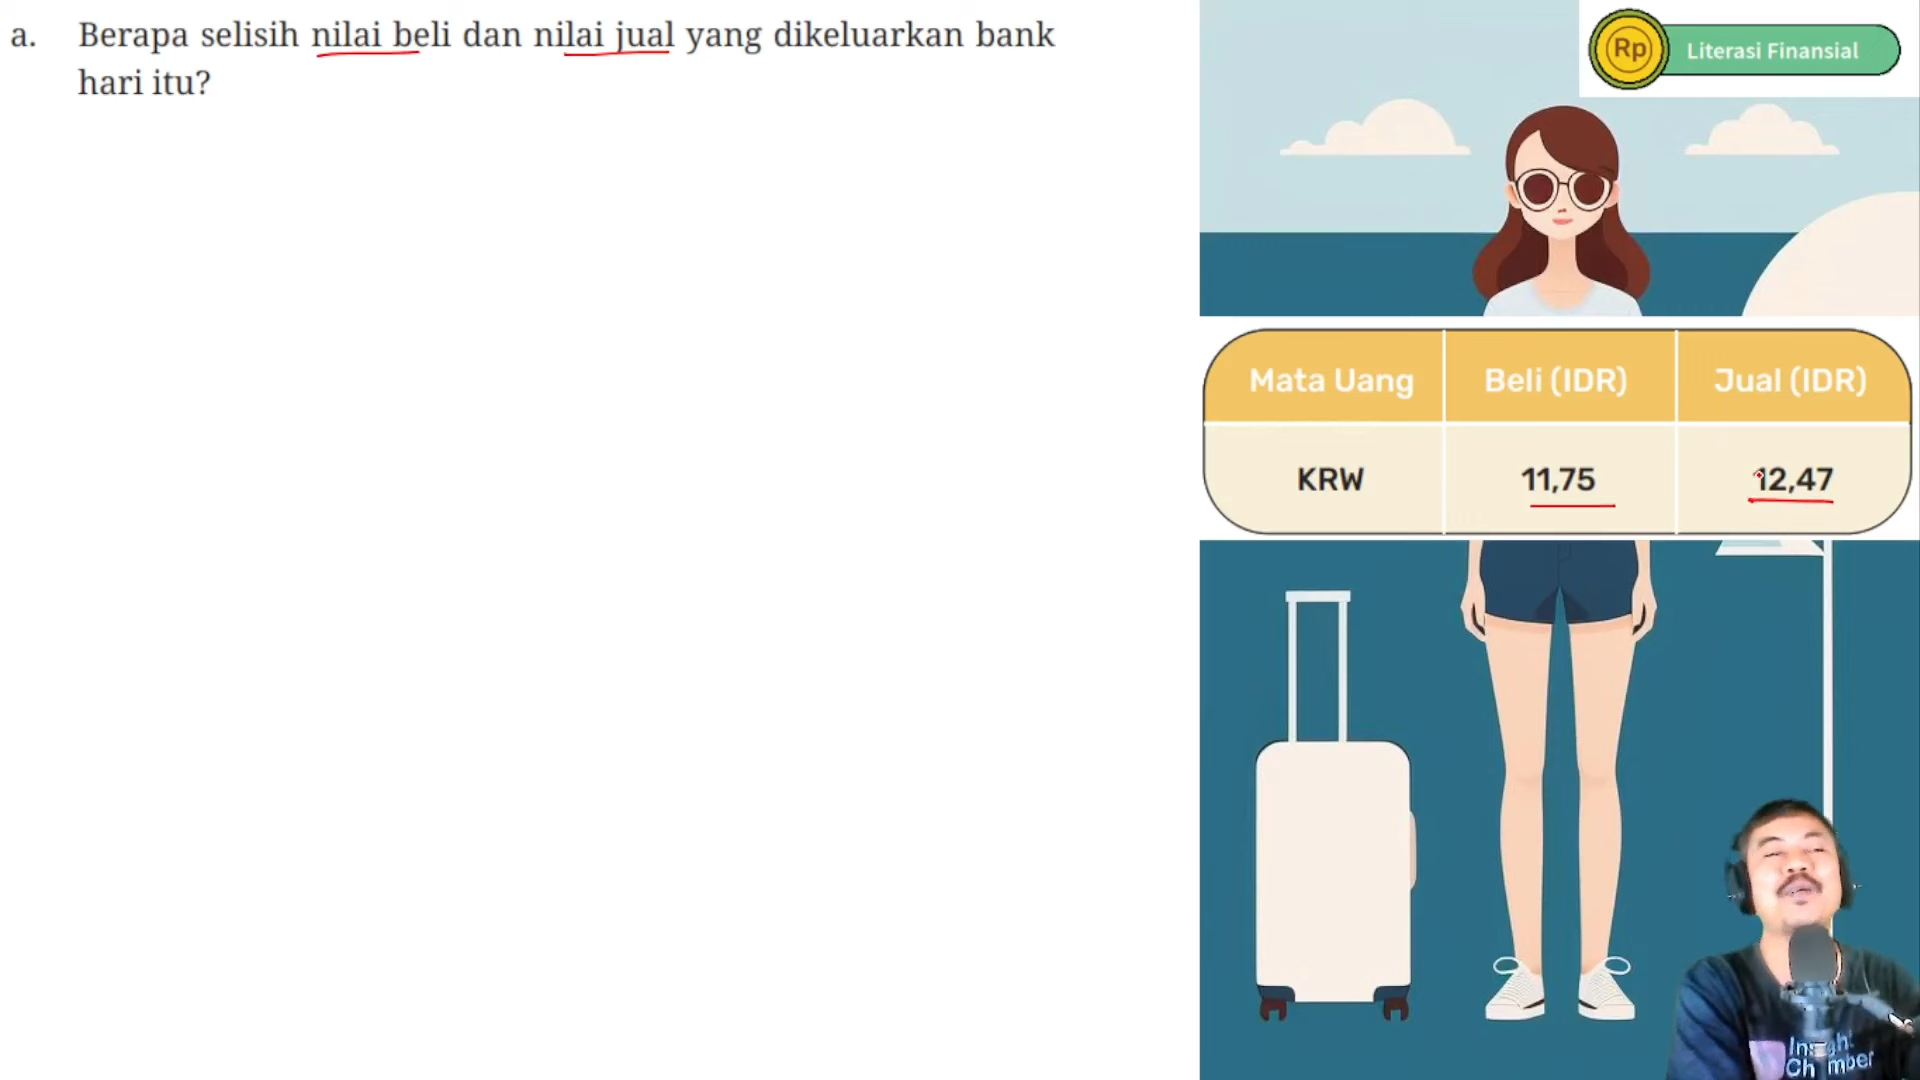 a. Berapa selisih nilai beli dan nilai jual yang dikeluarkan bank
hari itu?
Rp Literasi Finansial
Mata Uang Beli (IDR) Jual (IDR)
KRW 11,75 12,47